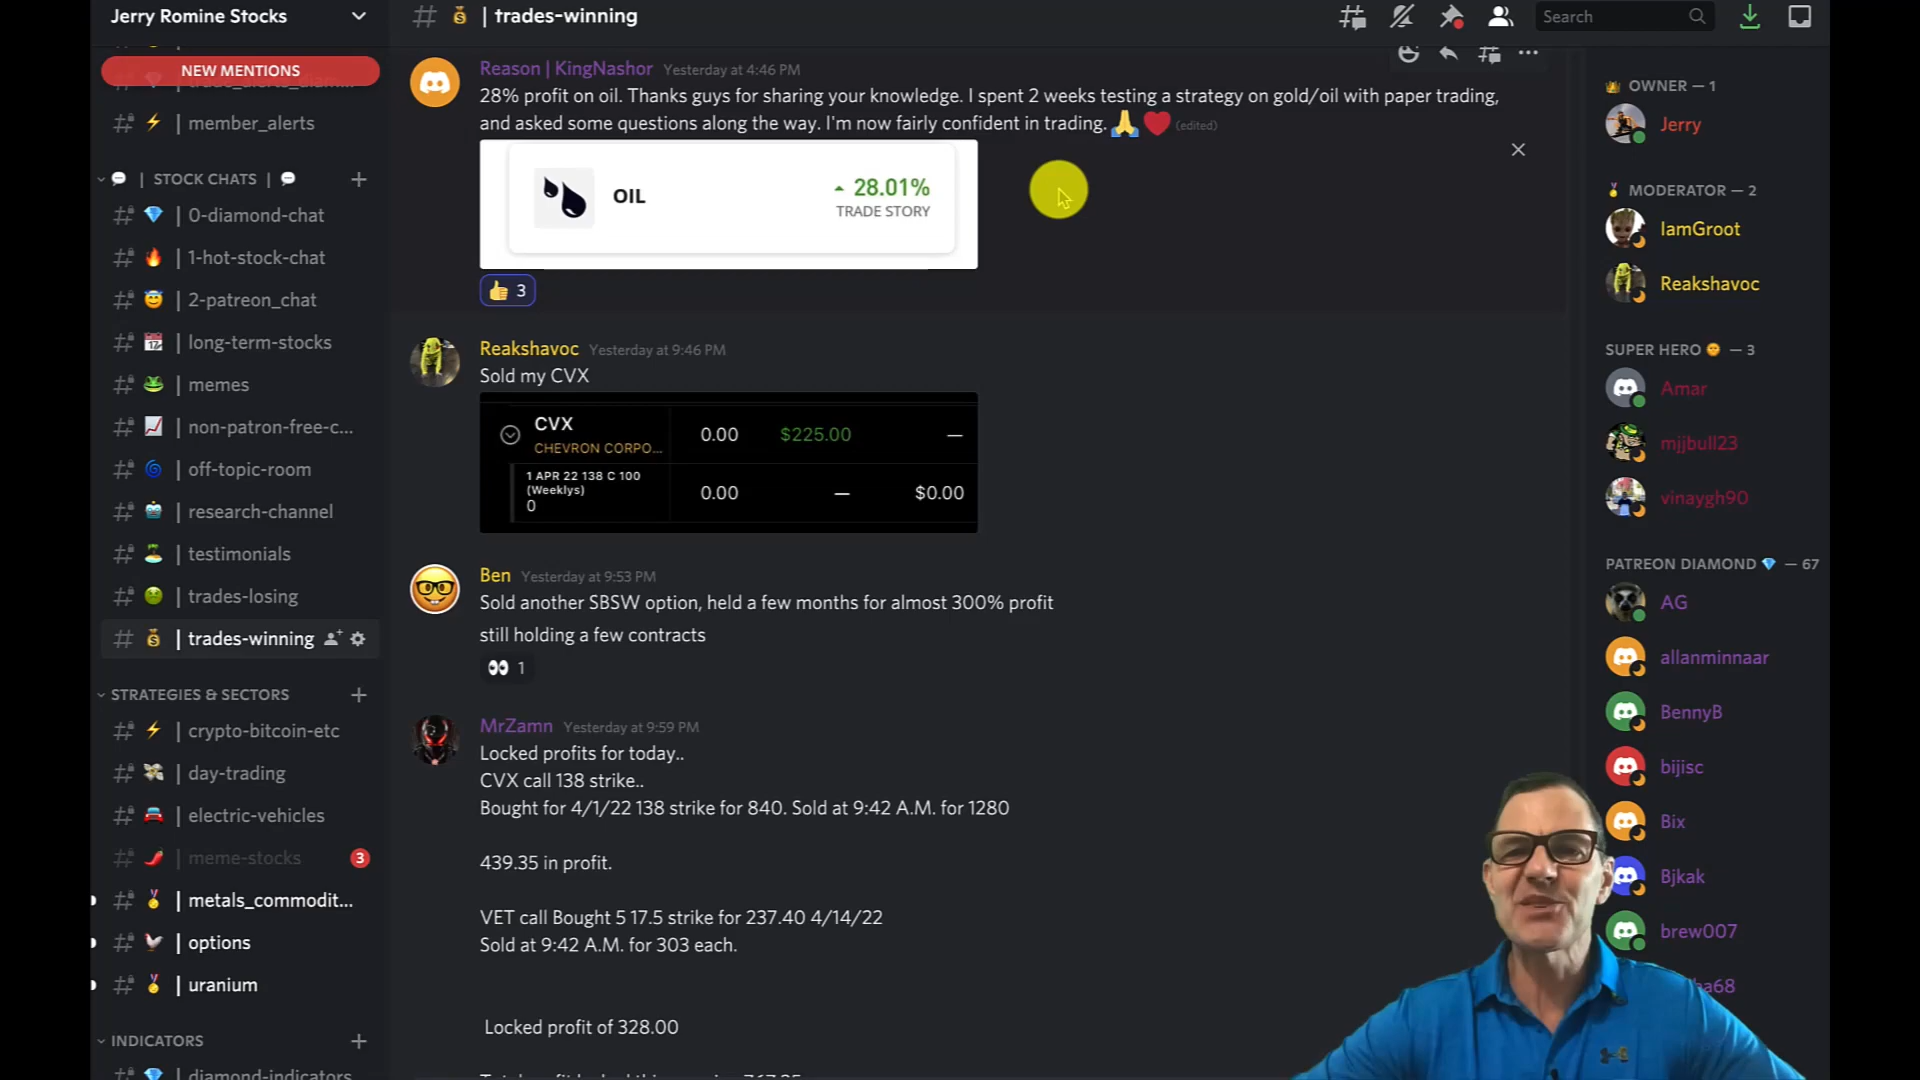 Jerry Romine Stocks
NEW MENTIONS
member_alerts
STOCK CHATS
| 0-diamond-chat
| 1-hot-stock-chat
| 2-patreon_chat
| long-term-stocks
| memes
| non-patron-free-c...
| off-topic-room
| research-channel
| testimonials
| trades-losing
| trades-winning
STRATEGIES & SECTORS
| crypto-bitcoin-etc
| day-trading
| electric-vehicles
| meme-stocks 3
| metals_commodit...
| options
| uranium
INDICATORS
diamond-indicators
# | trades-winning
Search
Reason | KingNashor Yesterday at 4:46 PM
28% profit on oil. Thanks guys for sharing your knowledge. I spent 2 weeks testing a strategy on gold/oil with paper trading,
and asked some questions along the way. I'm now fairly confident in trading. (edited)
OIL
28.01%
TRADE STORY
3
Reakshavoc Yesterday at 9:46 PM
Sold my CVX
CVX 0.00 $225.00 —
CHEVRON CORPO...
1 APR 22 138 C 100
(Weeklys) 0.00 — $0.00
0
Ben Yesterday at 9:53 PM
Sold another SBSW option, held a few months for almost 300% profit
still holding a few contracts
1
MrZamn Yesterday at 9:59 PM
Locked profits for today..
CVX call 138 strike..
Bought for 4/1/22 138 strike for 840. Sold at 9:42 A.M. for 1280
439.35 in profit.
VET call Bought 5 17.5 strike for 237.40 4/14/22
Sold at 9:42 A.M. for 303 each.
Locked profit of 328.00
OWNER — 1
Jerry
MODERATOR — 2
IamGroot
Reakshavoc
SUPER HERO — 3
Amar
mjjbull23
vinaygh90
PATREON DIAMOND — 67
AG
allanminnaar
BennyB
bijisc
Bix
Bjkak
brew007